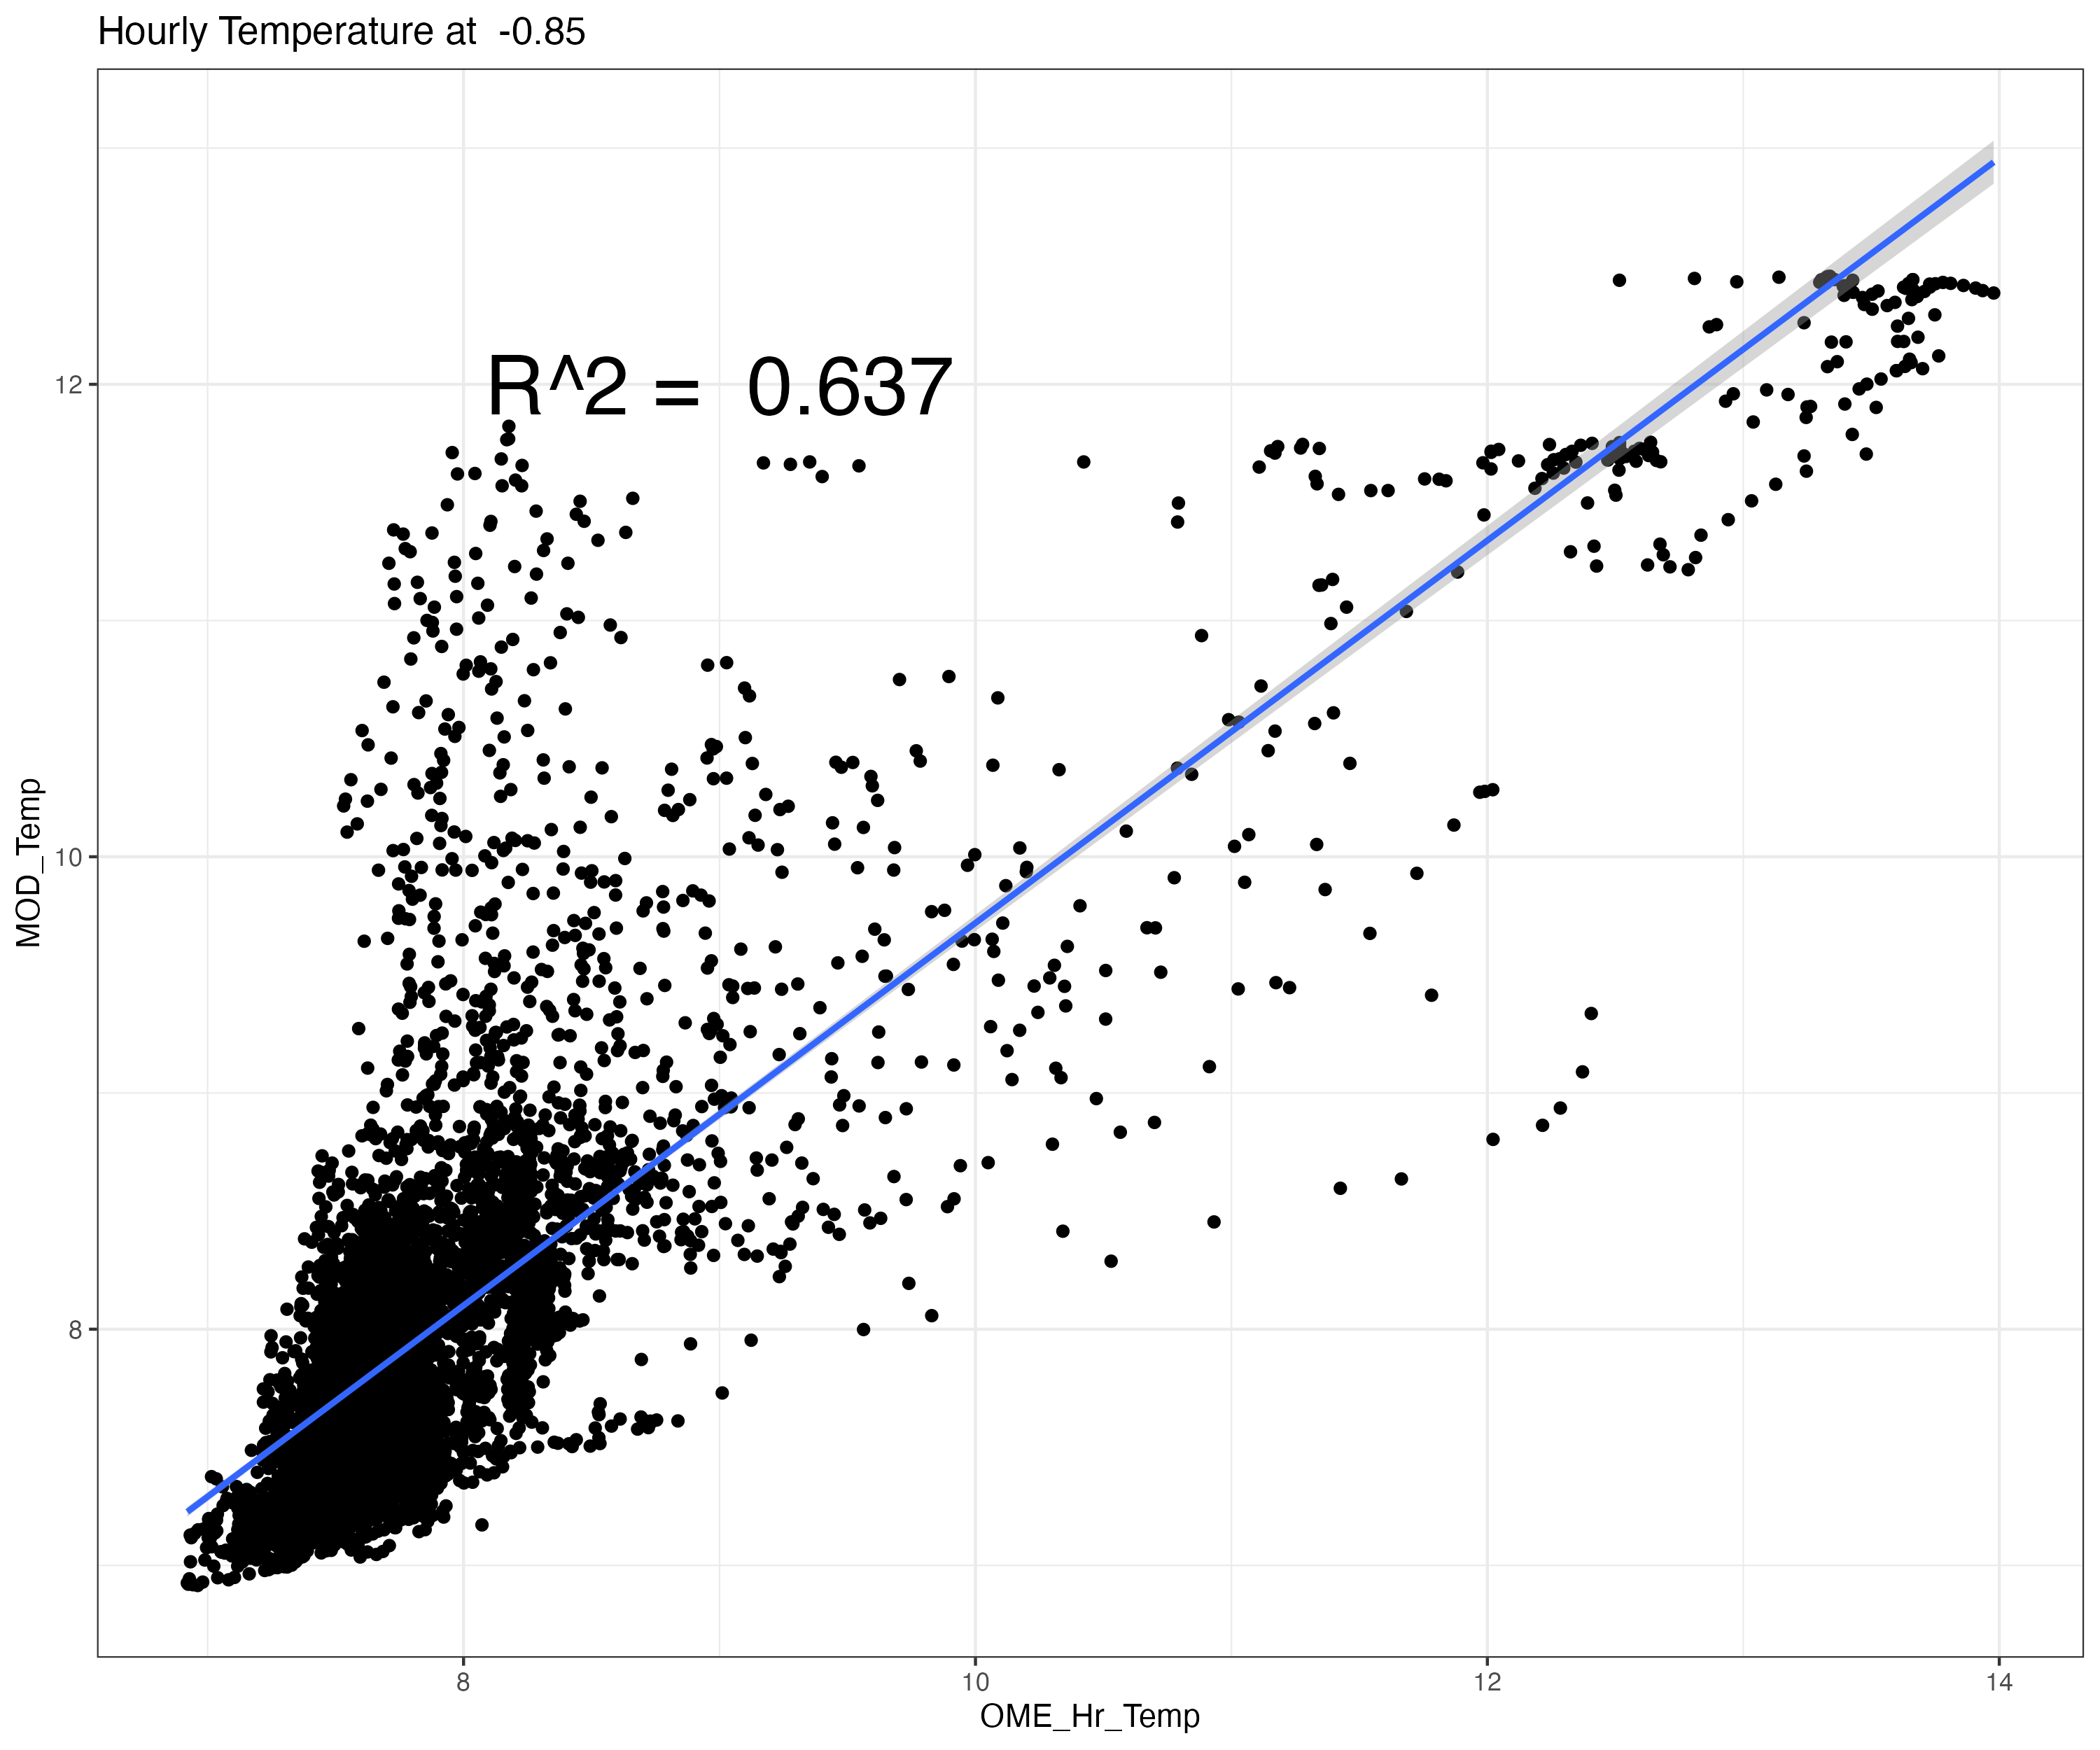 Hourly Temperature at  -0.85
R^2 =  0.637
12
10
8
MOD_Temp
8
10
12
14
OME_Hr_Temp